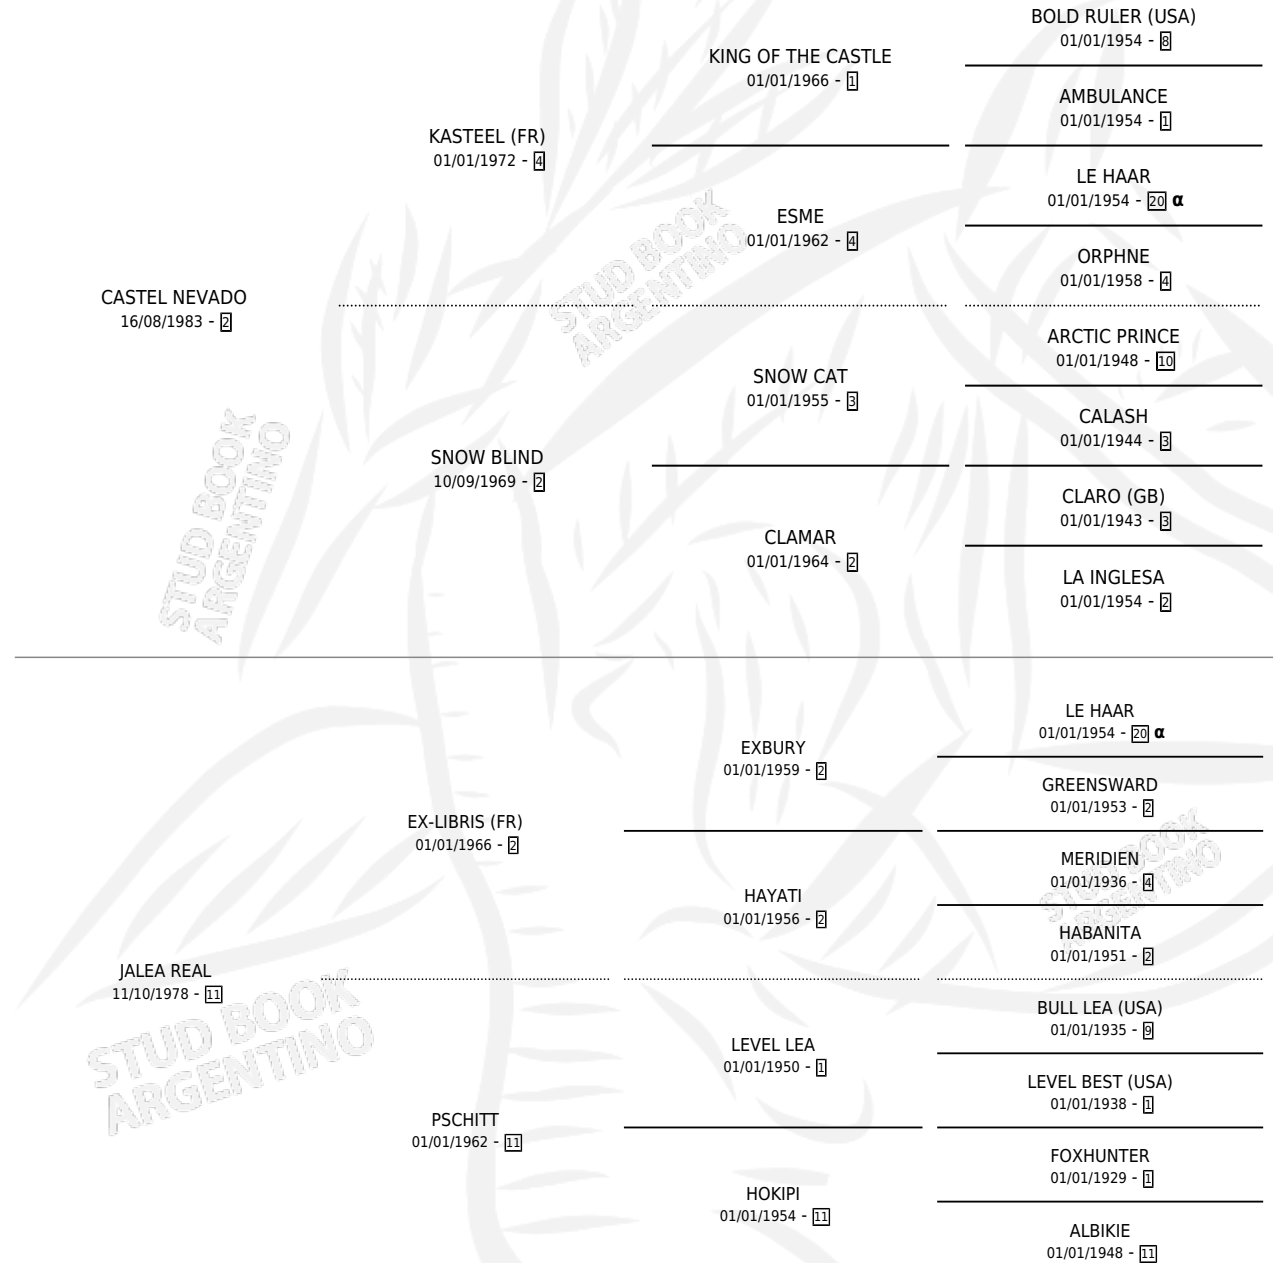 BOLD RULER (USA)
01/01/1954 - 8
KING OF THE CASTLE
01/01/1966 - 1
AMBULANCE
01/01/1954 - 1
KASTEEL (FR)
01/01/1972 - 4
LE HAAR
01/01/1954 - 20 α
ESME
01/01/1962 - 4
ORPHNE
01/01/1958 - 4
STUD BOOK
ARGENTINO
CASTEL NEVADO
16/08/1983 - 2
ARCTIC PRINCE
01/01/1948 - 10
SNOW CAT
01/01/1955 - 3
CALASH
01/01/1944 - 3
SNOW BLIND
10/09/1969 - 2
CLARO (GB)
01/01/1943 - 3
CLAMAR
01/01/1964 - 2
LA INGLESA
01/01/1954 - 2
STUD BOOK
ARGENTINO
LE HAAR
01/01/1954 - 20 α
EXBURY
01/01/1959 - 2
GREENSWARD
01/01/1953 - 2
EX-LIBRIS (FR)
01/01/1966 - 2
MERIDIEN
01/01/1936 - 4
STUD BOOK
ARGENTINO
HAYATI
01/01/1956 - 2
HABANITA
01/01/1951 - 2
JALEA REAL
11/10/1978 - 11
STUD BOOK
ARGENTINO
BULL LEA (USA)
01/01/1935 - 9
LEVEL LEA
01/01/1950 - 1
LEVEL BEST (USA)
01/01/1938 - 1
PSCHITT
01/01/1962 - 11
FOXHUNTER
01/01/1929 - 1
HOKIPI
01/01/1954 - 11
ALBIKIE
01/01/1948 - 11